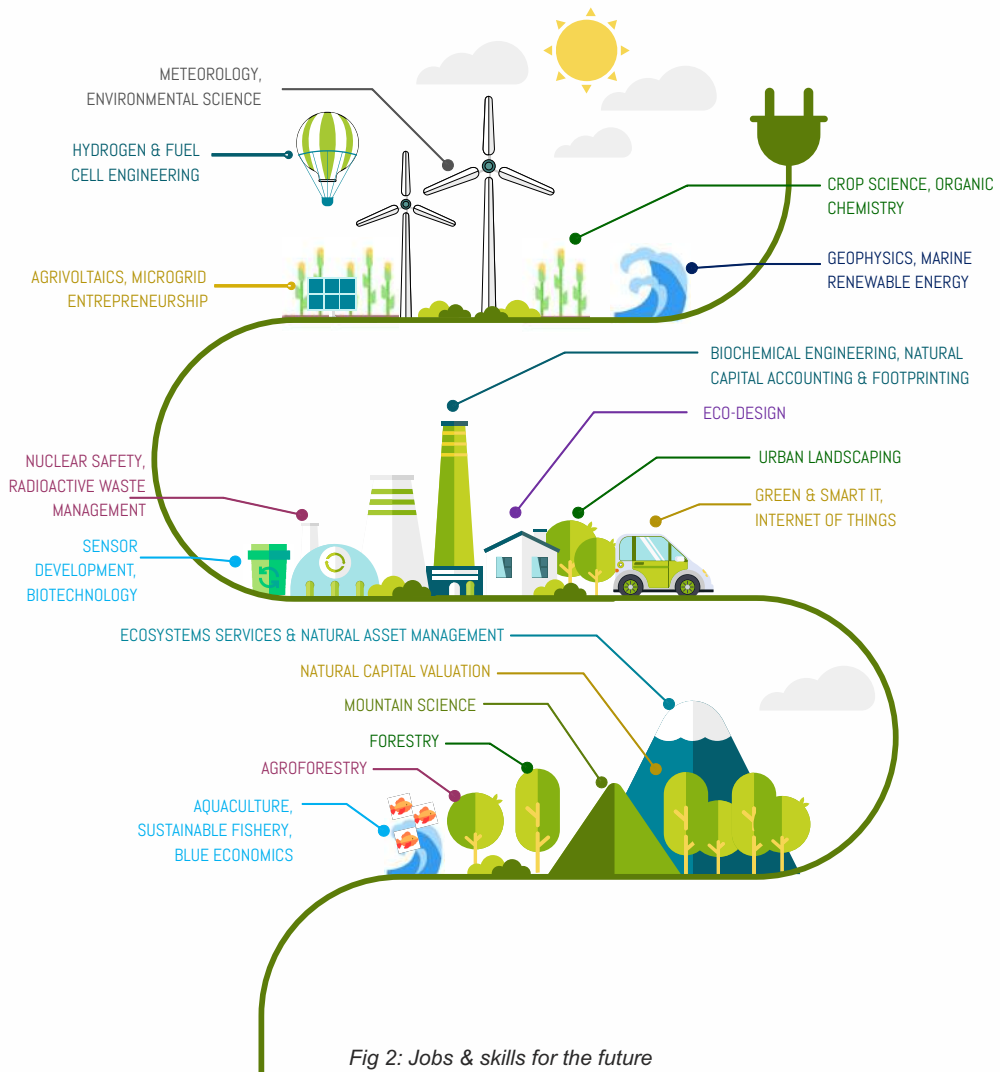 METEOROLOGY,
ENVIRONMENTAL SCIENCE
HYDROGEN & FUEL
CELL ENGINEERING
CROP SCIENCE, ORGANIC
CHEMISTRY
AGRIVOLTAICS, MICROGRID
ENTREPRENEURSHIP
GEOPHYSICS, MARINE
RENEWABLE ENERGY
BIOCHEMICAL ENGINEERING, NATURAL
CAPITAL ACCOUNTING & FOOTPRINTING
ECO-DESIGN
NUCLEAR SAFETY,
RADIOACTIVE WASTE
MANAGEMENT
URBAN LANDSCAPING
GREEN & SMART IT,
INTERNET OF THINGS
SENSOR
DEVELOPMENT,
BIOTECHNOLOGY
ECOSYSTEMS SERVICES & NATURAL ASSET MANAGEMENT
NATURAL CAPITAL VALUATION
MOUNTAIN SCIENCE
FORESTRY
AGROFORESTRY
AQUACULTURE,
SUSTAINABLE FISHERY,
BLUE ECONOMICS
Fig 2: Jobs & skills for the future